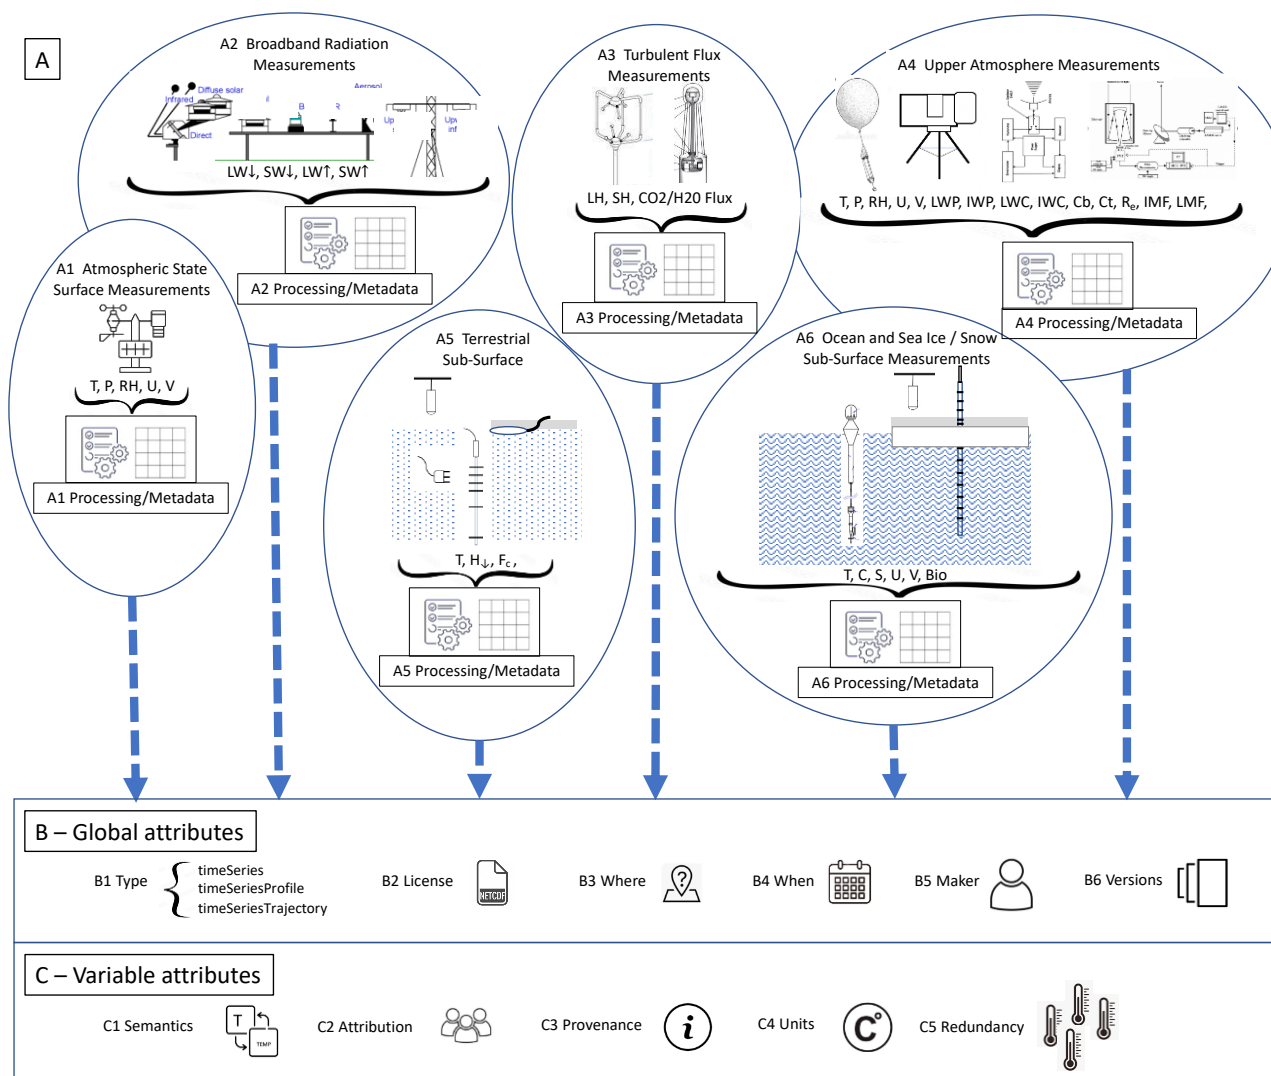 A
A2 Broadband Radiation
Measurements
Diffuse solar
Infrared
Direct
B
R
Aerosol
LW↓, SW↓, LW↑, SW↑
A2 Processing/Metadata
A3 Turbulent Flux
Measurements
LH, SH, CO2/H20 Flux
A3 Processing/Metadata
A4 Upper Atmosphere Measurements
T, P, RH, U, V, LWP, IWP, LWC, IWC, Cb, Ct, Re, IMF, LMF,
A4 Processing/Metadata
A1 Atmospheric State
Surface Measurements
T, P, RH, U, V
A1 Processing/Metadata
A5 Terrestrial
Sub-Surface
T, H↓, Fc,
A5 Processing/Metadata
A6 Ocean and Sea Ice / Snow
Sub-Surface Measurements
T, C, S, U, V, Bio
A6 Processing/Metadata
B – Global attributes
B1 Type
timeSeries
timeSeriesProfile
timeSeriesTrajectory
B2 License
NETCDF
B3 Where
?
B4 When
B5 Maker
B6 Versions
C – Variable attributes
C1 Semantics
T
TEMP
C2 Attribution
C3 Provenance
i
C4 Units
C°
C5 Redundancy